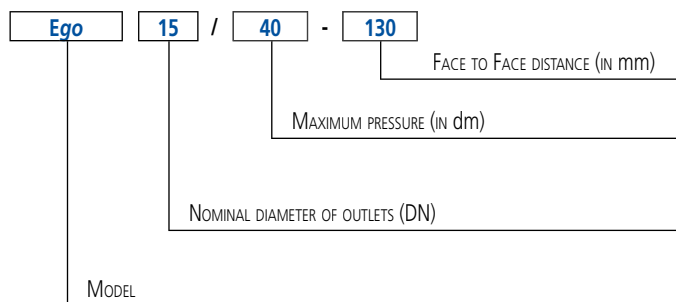 Ego 15 / 40 - 130
Face to Face distance (in mm)
Maximum pressure (in dm)
Nominal diameter of outlets (DN)
Model